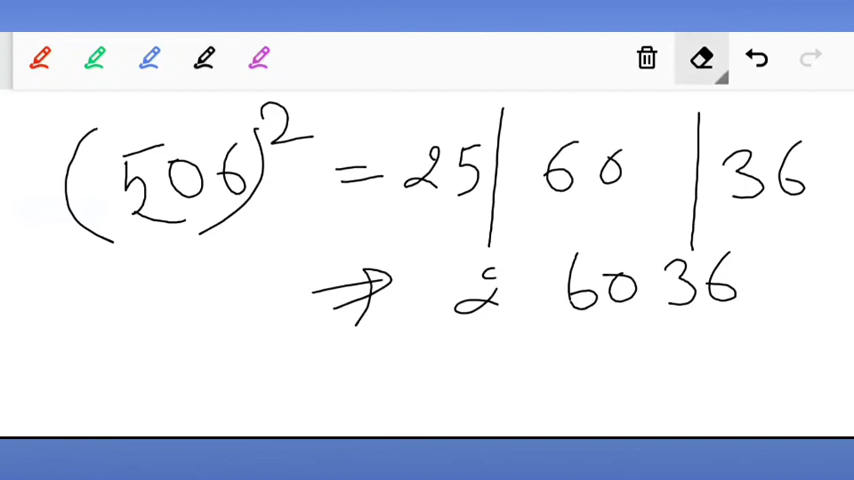 (506)² = 25 | 60 | 36
⇒ 2 6036